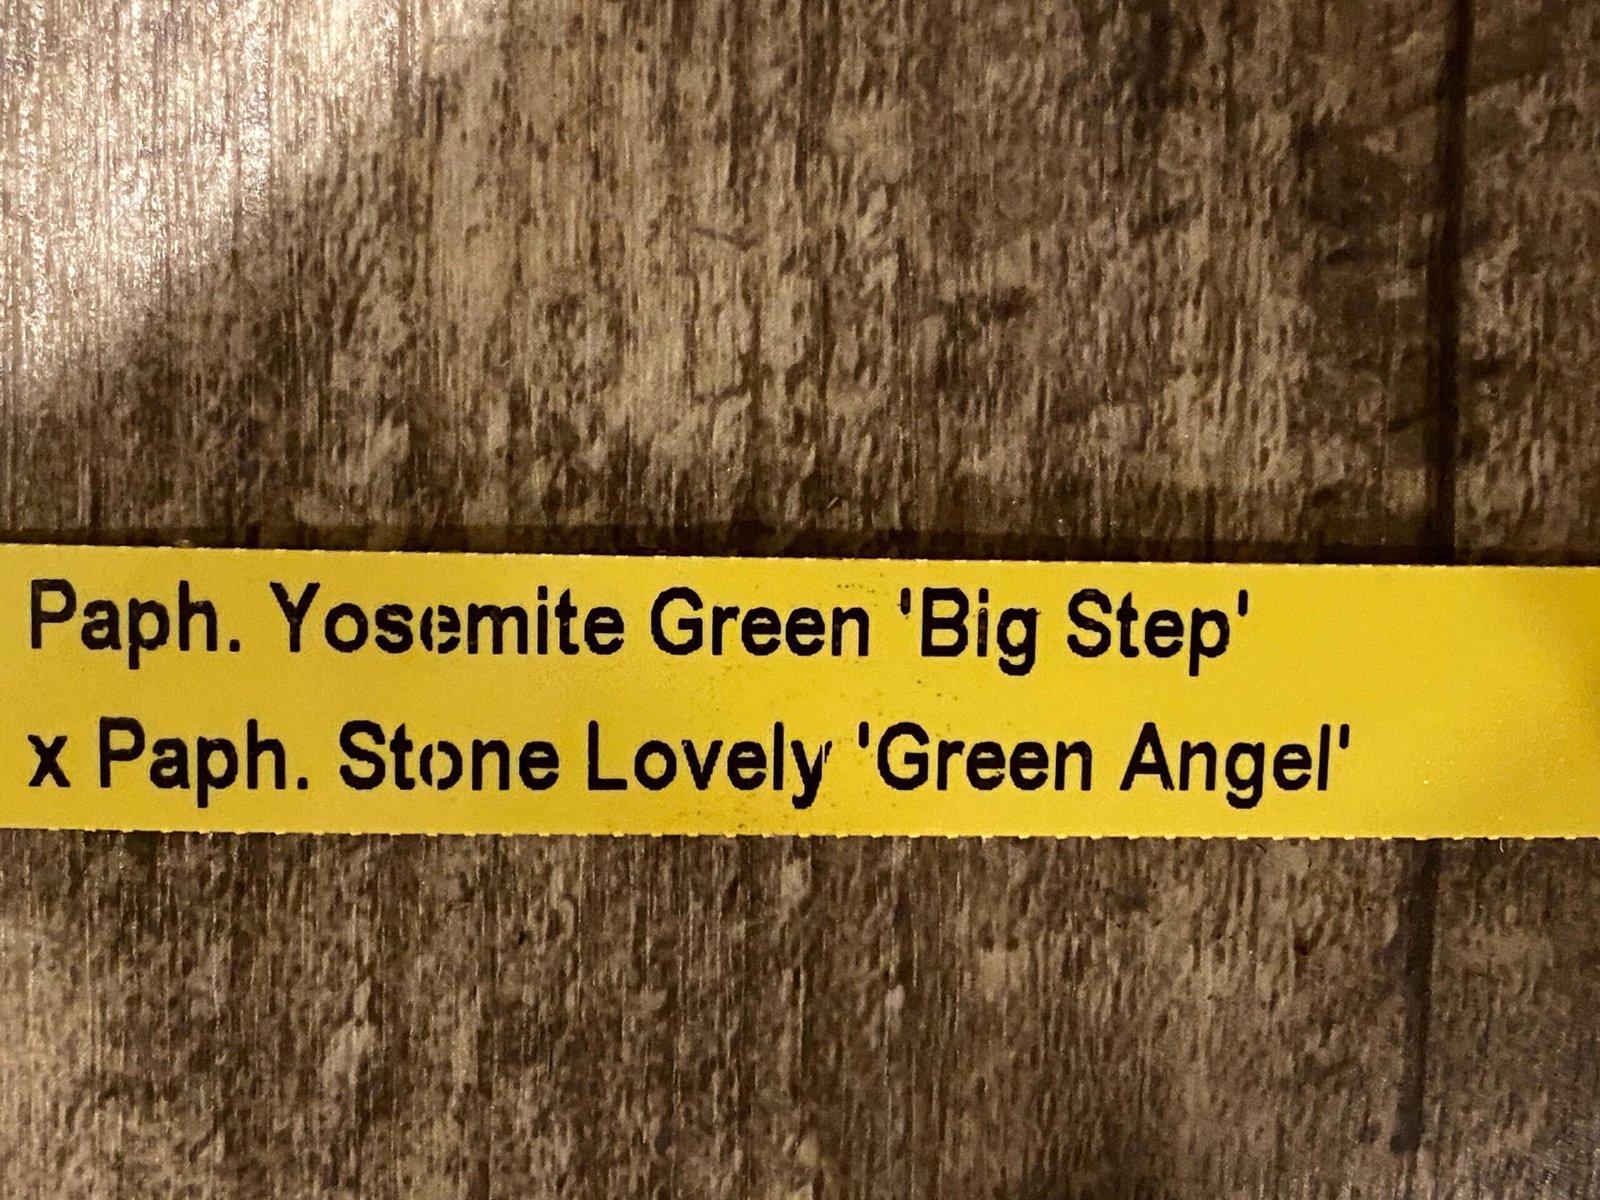 Paph. Yosemite Green 'Big Step'
x Paph. Stone Lovely 'Green Angel'